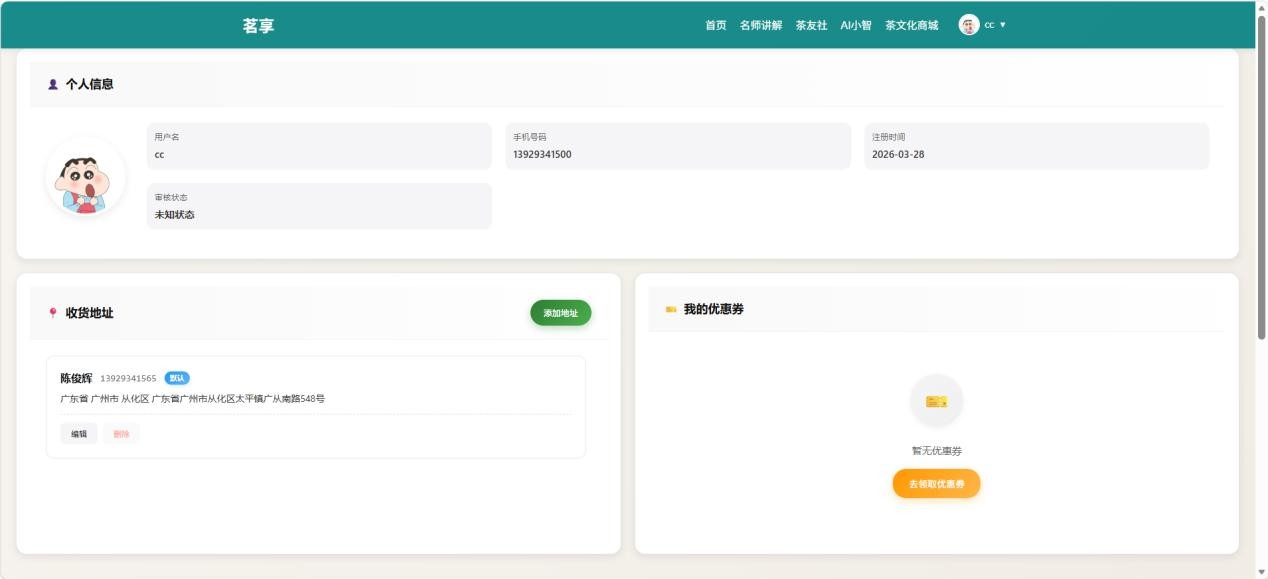 茗享
首页 名师讲解 茶友社 AI小智 茶文化商城 cc ▼
个人信息
用户名
cc
手机号码
13929341500
注册时间
2026-03-28
审核状态
未知状态
收货地址
添加地址
陈俊辉 13929341565 默认
广东省 广州市 从化区 广东省广州市从化区太平镇广从南路548号
编辑 删除
我的优惠券
暂无优惠券
去领取优惠券